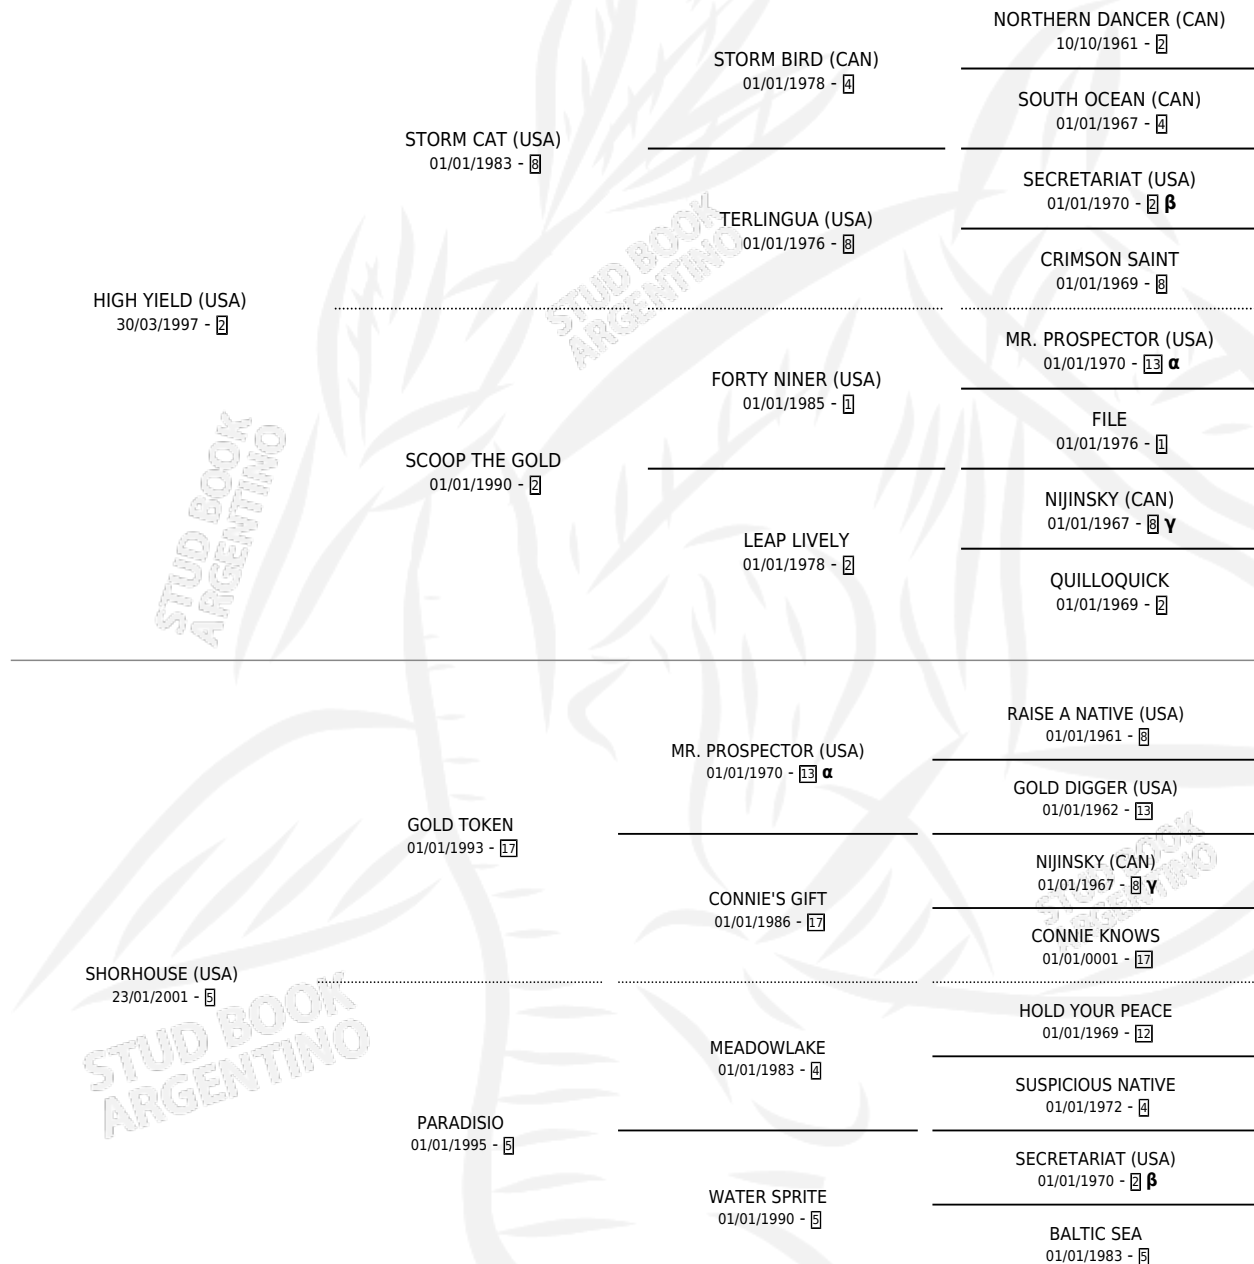 NORTHERN DANCER (CAN)
10/10/1961 - 2
STORM BIRD (CAN)
01/01/1978 - 4
SOUTH OCEAN (CAN)
01/01/1967 - 4
STORM CAT (USA)
01/01/1983 - 8
SECRETARIAT (USA)
01/01/1970 - 2 β
TERLINGUA (USA)
01/01/1976 - 8
CRIMSON SAINT
01/01/1969 - 8
HIGH YIELD (USA)
30/03/1997 - 2
MR. PROSPECTOR (USA)
01/01/1970 - 13 α
FORTY NINER (USA)
01/01/1985 - 1
FILE
01/01/1976 - 1
SCOOP THE GOLD
01/01/1990 - 2
NIJINSKY (CAN)
01/01/1967 - 8 γ
LEAP LIVELY
01/01/1978 - 2
QUILLOQUICK
01/01/1969 - 2
RAISE A NATIVE (USA)
01/01/1961 - 8
MR. PROSPECTOR (USA)
01/01/1970 - 13 α
GOLD DIGGER (USA)
01/01/1962 - 13
GOLD TOKEN
01/01/1993 - 17
NIJINSKY (CAN)
01/01/1967 - 8 γ
CONNIE'S GIFT
01/01/1986 - 17
CONNIE KNOWS
01/01/0001 - 17
SHORHOUSE (USA)
23/01/2001 - 5
HOLD YOUR PEACE
01/01/1969 - 12
MEADOWLAKE
01/01/1983 - 4
SUSPICIOUS NATIVE
01/01/1972 - 4
PARADISIO
01/01/1995 - 5
SECRETARIAT (USA)
01/01/1970 - 2 β
WATER SPRITE
01/01/1990 - 5
BALTIC SEA
01/01/1983 - 5
STUD BOOK
ARGENTINO
STUD BOOK
ARGENTINO
STUD BOOK
ARGENTINO
STUD BOOK
ARGENTINO